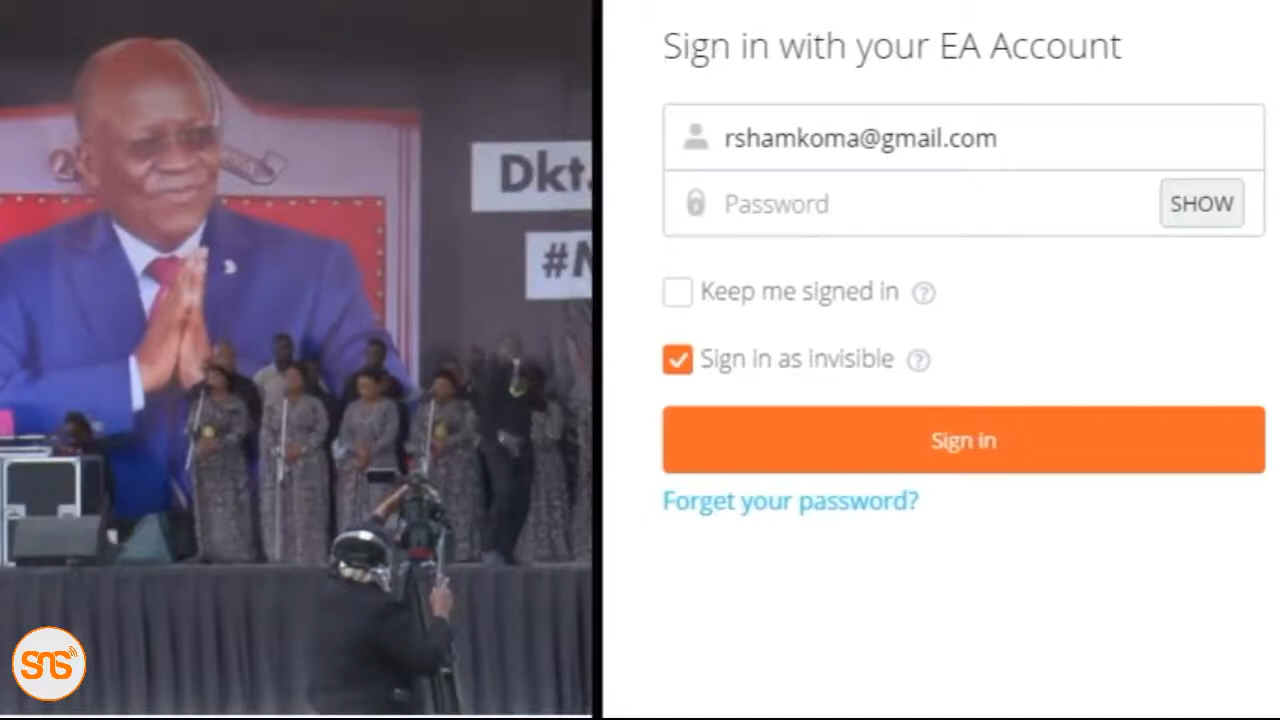 Dkt.
#
Sign in with your EA Account
rshamkoma@gmail.com
Password
SHOW
Keep me signed in
Sign in as invisible
Sign in
Forget your password?
SNS